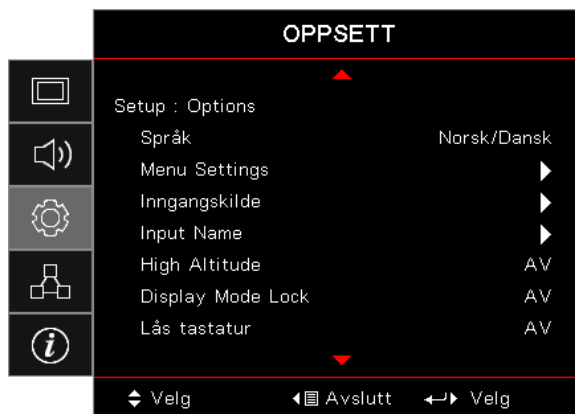 OPPSETT
Setup : Options
Språk Norsk/Dansk
Menu Settings
Inngangskilde
Input Name
High Altitude AV
Display Mode Lock AV
Lås tastatur AV
Velg Avslutt Velg